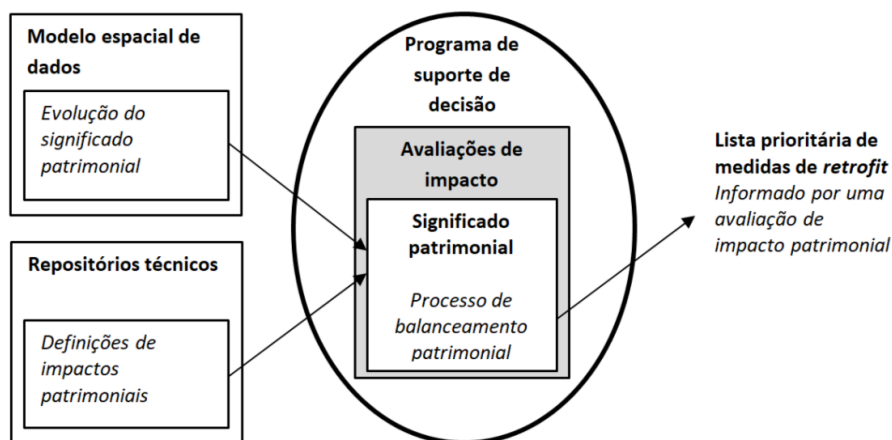 Modelo espacial de
dados
Evolução do
significado
patrimonial
Repositórios técnicos
Definições de
impactos
patrimoniais
Programa de
suporte de
decisão
Avaliações de
impacto
Significado
patrimonial
Processo de
balanceamento
patrimonial
Lista prioritária de
medidas de retrofit
Informado por uma
avaliação de
impacto patrimonial